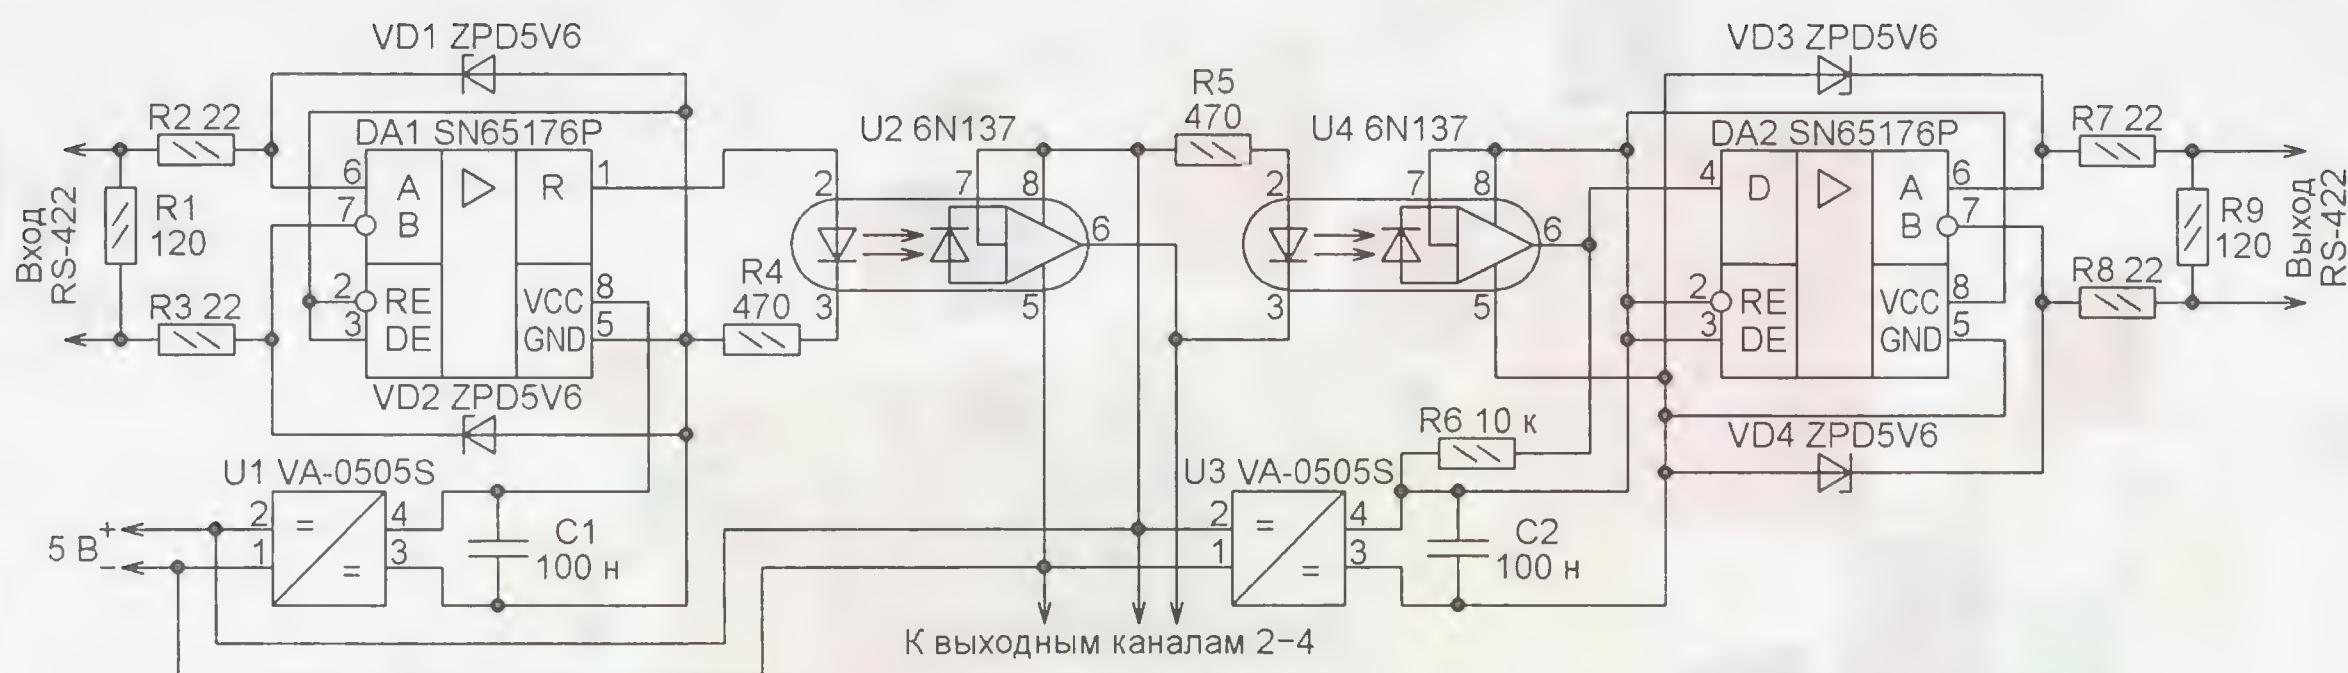 VD1 ZPD5V6
VD3 ZPD5V6
R2 22
DA1 SN65176P
U2 6N137
R5
470
U4 6N137
DA2 SN65176P
R7 22
Вход
RS-422
R1
120
6
7
A
B
R
1
2
7
8
6
2
7
8
6
4
D
A
B
6
7
R9
120
Выход
RS-422
R3 22
2
3
RE
DE
VCC
GND
8
5
R4
470
3
5
3
5
2
3
RE
DE
VCC
GND
8
5
R8 22
VD2 ZPD5V6
R6 10 к
VD4 ZPD5V6
U1 VA-0505S
U3 VA-0505S
5 В
+
–
2
1
=
=
4
3
C1
100 н
2
1
=
=
4
3
C2
100 н
К выходным каналам 2–4